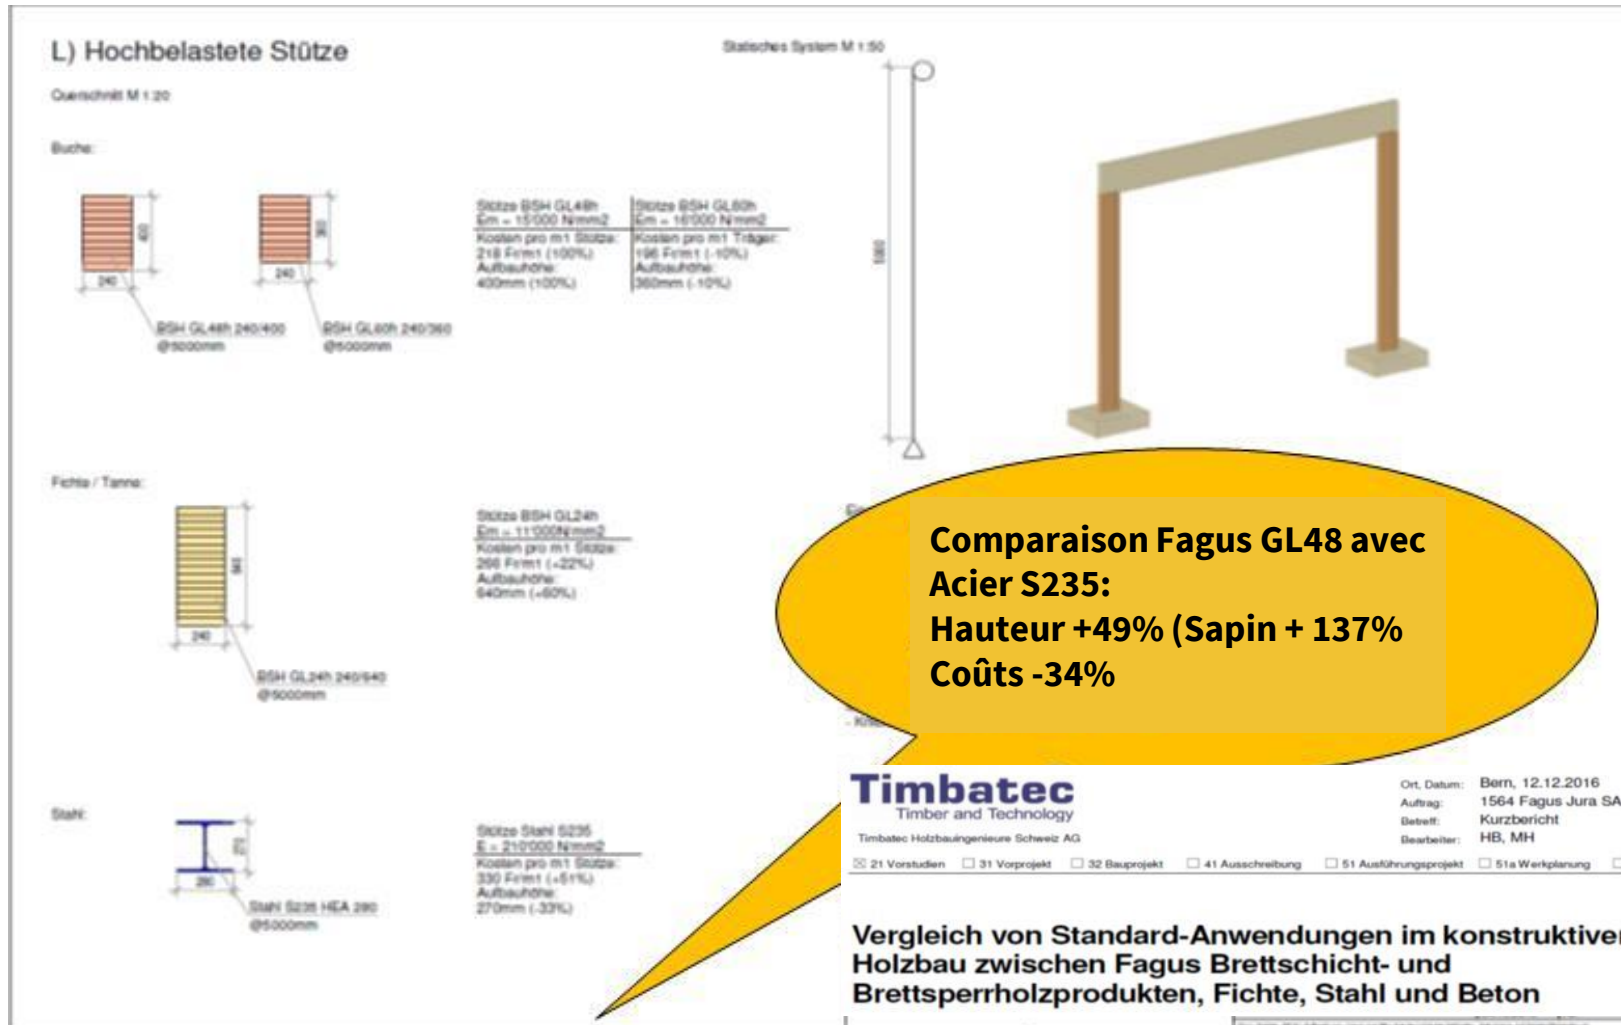 L) Hochbelastete Stütze
Statisches System M 1:50
Querschnitt M 1:20
Buche:
400
240
360
240
BSH GL48h 240/400
@5000mm
BSH GL60h 240/360
@5000mm
Stütze BSH GL48h
Em = 15'000 N/mm2
Kosten pro m1 Stütze:
218 Fr/m1 (100%)
Aufbauhöhe:
400mm (100%)
Stütze BSH GL60h
Em = 16'000 N/mm2
Kosten pro m1 Träger:
196 Fr/m1 (-10%)
Aufbauhöhe:
360mm (-10%)
Fichte / Tanne:
640
240
BSH GL24h 240/640
@5000mm
Stütze BSH GL24h
Em = 11'000N/mm2
Kosten pro m1 Stütze:
266 Fr/m1 (+22%)
Aufbauhöhe:
640mm (+60%)
Comparaison Fagus GL48 avec
Acier S235:
Hauteur +49% (Sapin + 137%
Coûts -34%
Stahl:
270
280
Stahl S235 HEA 280
@5000mm
Stütze Stahl S235
E = 210'000 N/mm2
Kosten pro m1 Stütze:
330 Fr/m1 (+51%)
Aufbauhöhe:
270mm (-33%)
Timbatec
Timber and Technology
Timbatec Holzbauingenieure Schweiz AG
Ort, Datum: Bern, 12.12.2016
Auftrag: 1564 Fagus Jura SA
Betreff: Kurzbericht
Bearbeiter: HB, MH
☒ 21 Vorstudien ☐ 31 Vorprojekt ☐ 32 Bauprojekt ☐ 41 Ausschreibung ☐ 51 Ausführungsprojekt ☐ 51a Werkplanung ☐
Vergleich von Standard-Anwendungen im konstruktiven
Holzbau zwischen Fagus Brettschicht- und
Brettsperrholzprodukten, Fichte, Stahl und Beton